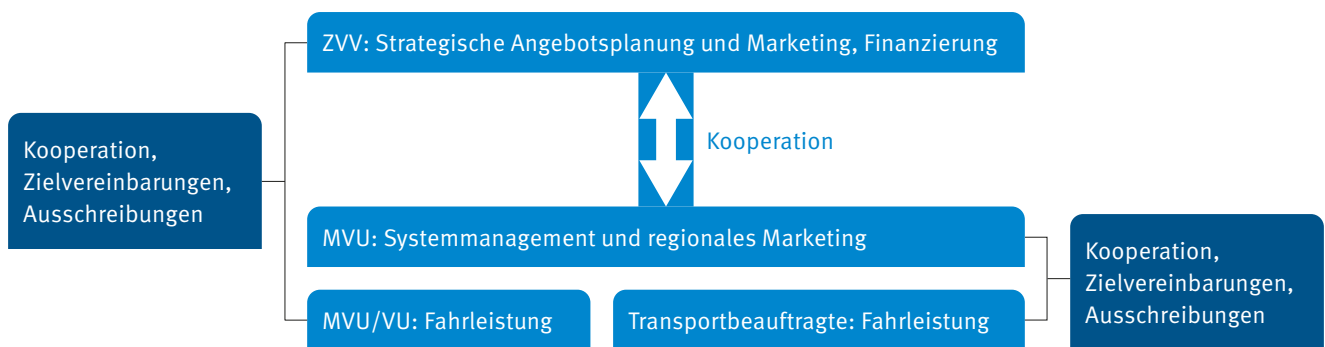 ZVV: Strategische Angebotsplanung und Marketing, Finanzierung
Kooperation,
Zielvereinbarungen,
Ausschreibungen
Kooperation
MVU: Systemmanagement und regionales Marketing
MVU/VU: Fahrleistung
Transportbeauftragte: Fahrleistung
Kooperation,
Zielvereinbarungen,
Ausschreibungen